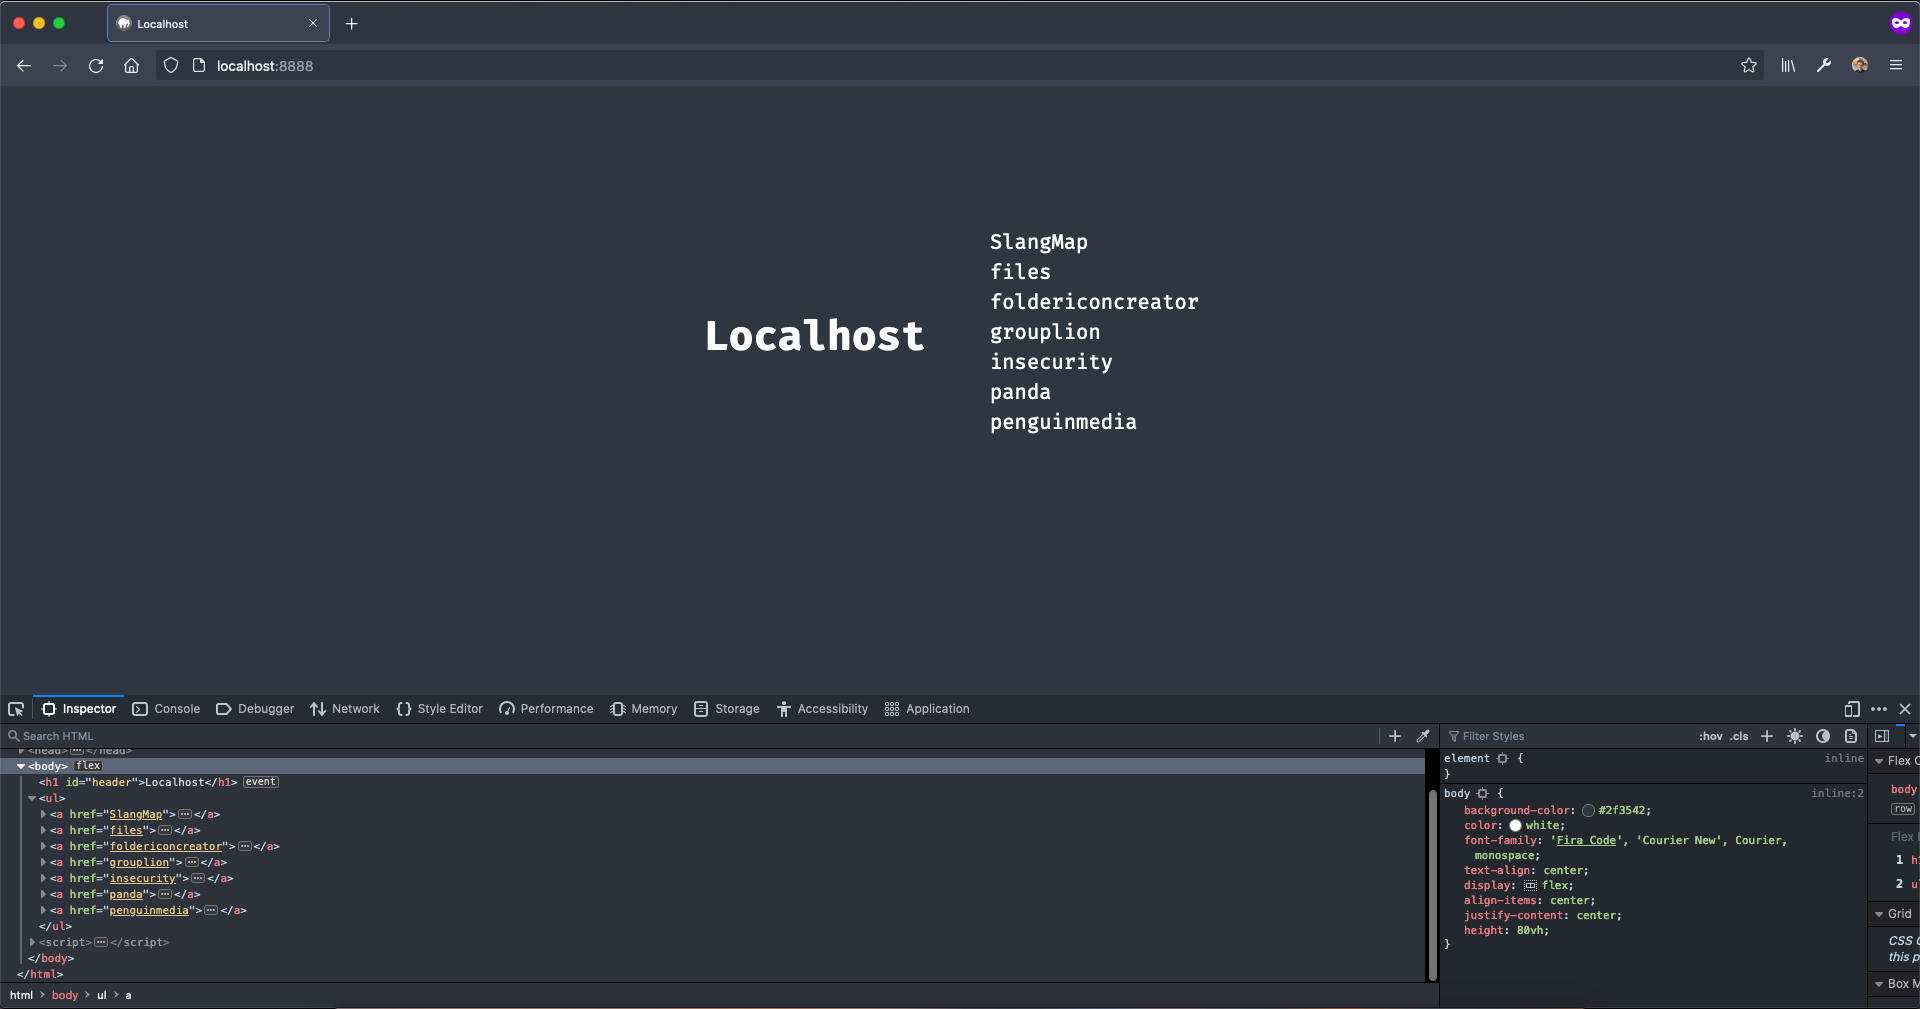 Localhost
localhost:8888
Localhost
SlangMap
files
foldericoncreator
grouplion
insecurity
panda
penguinmedia
Inspector Console Debugger Network Style Editor Performance Memory Storage Accessibility Application
Search HTML
<head></head>
<body> flex
<h1 id="header">Localhost</h1> event
<ul>
<a href="SlangMap"></a>
<a href="files"></a>
<a href="foldericoncreator"></a>
<a href="grouplion"></a>
<a href="insecurity"></a>
<a href="panda"></a>
<a href="penguinmedia"></a>
</ul>
<script></script>
</body>
</html>
html > body > ul > a
Filter Styles :hov .cls
element { inline
}
body { inline:2
background-color: #2f3542;
color: white;
font-family: 'Fira Code', 'Courier New', Courier,
monospace;
text-align: center;
display: flex;
align-items: center;
justify-content: center;
height: 80vh;
}
Flex C
body
row
Flex
1 h
2 u
Grid
CSS
this p
Box M